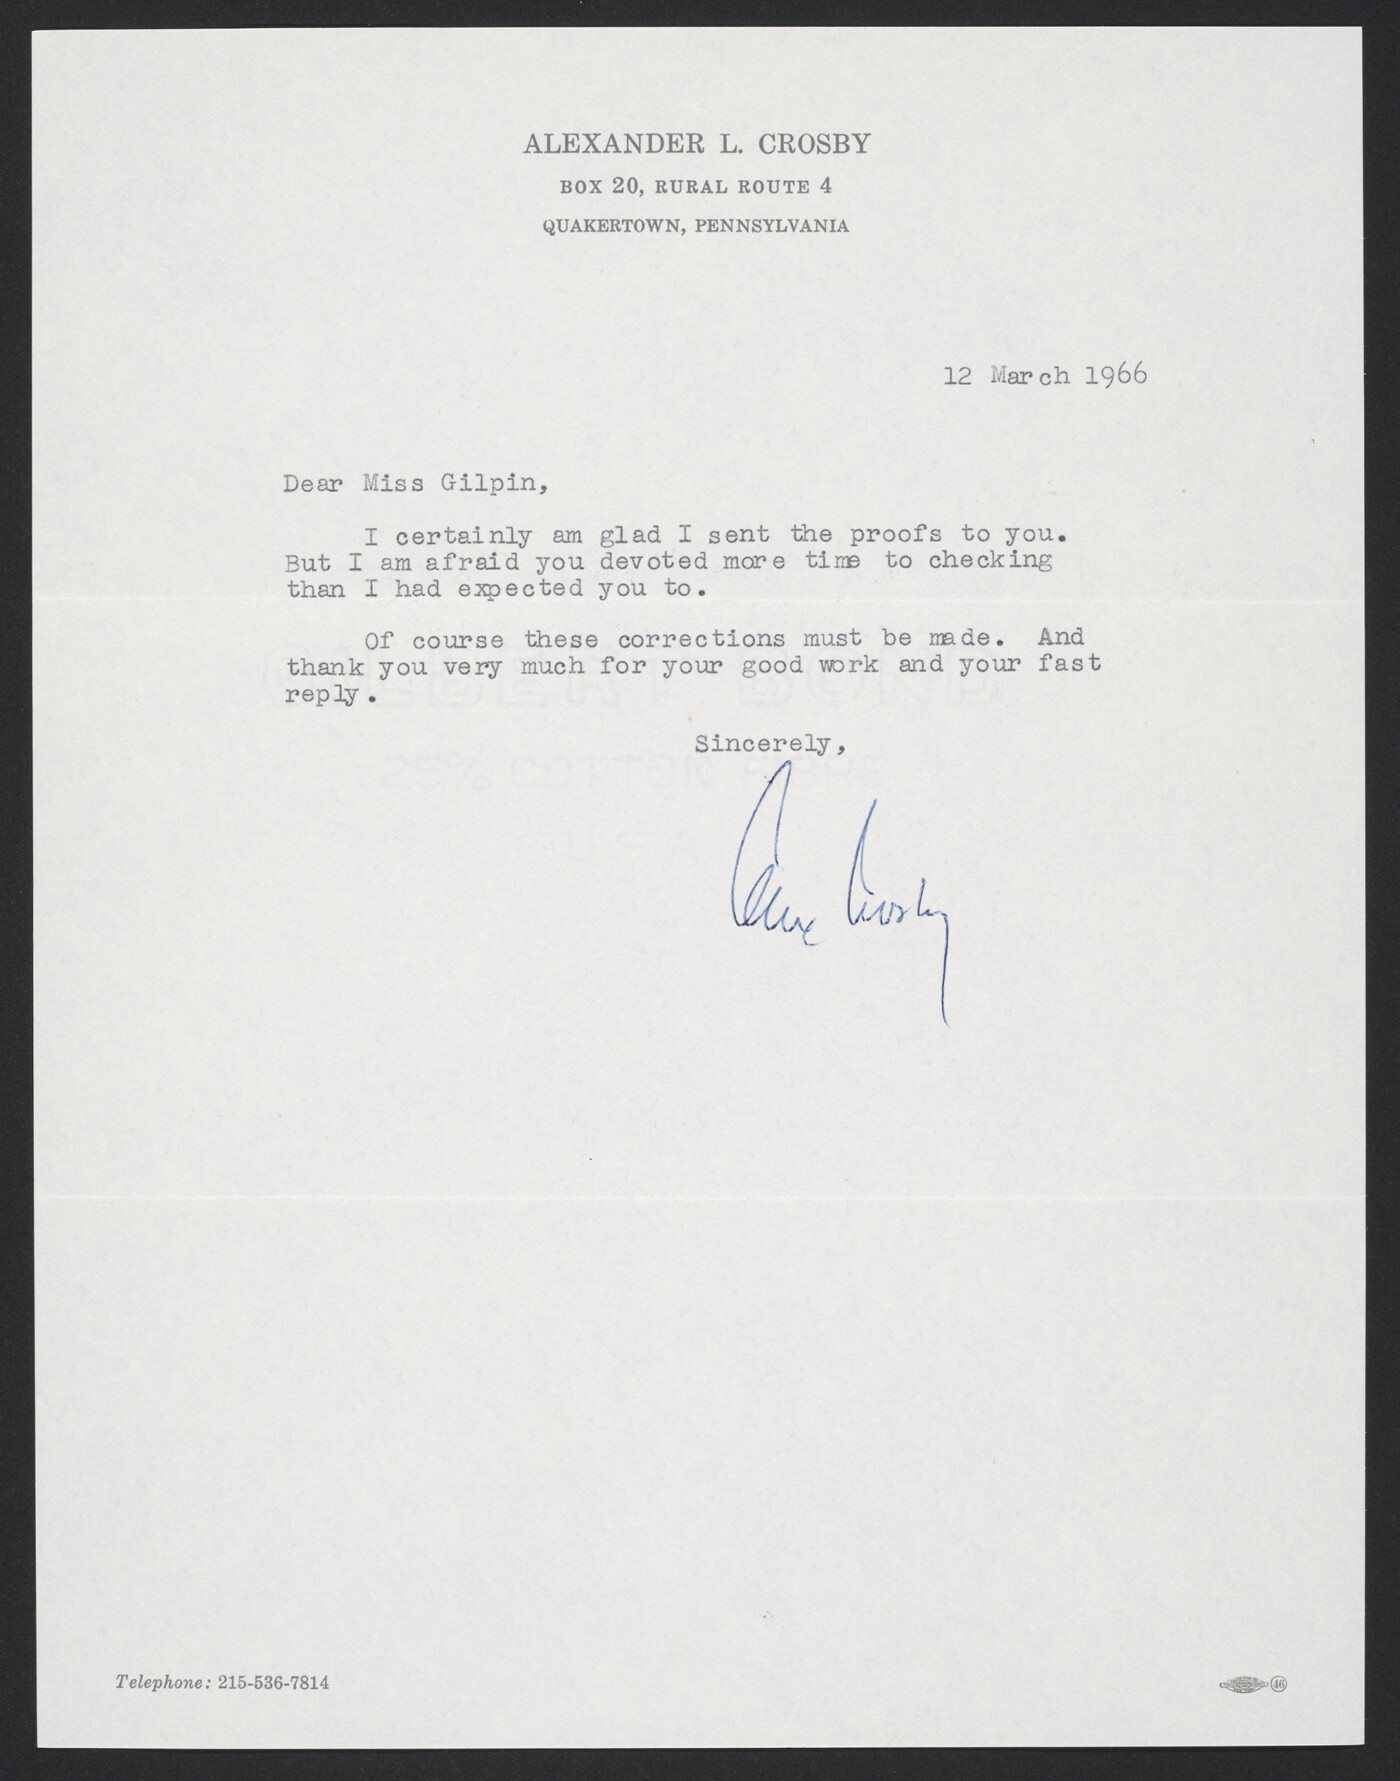 ALEXANDER L. CROSBY
BOX 20, RURAL ROUTE 4
QUAKERTOWN, PENNSYLVANIA
12 March 1966
Dear Miss Gilpin,
I certainly am glad I sent the proofs to you.
But I am afraid you devoted more time to checking
than I had expected you to.
Of course these corrections must be made. And
thank you very much for your good work and your fast
reply.
Sincerely,
Alex Crosby
Telephone: 215-536-7814
46